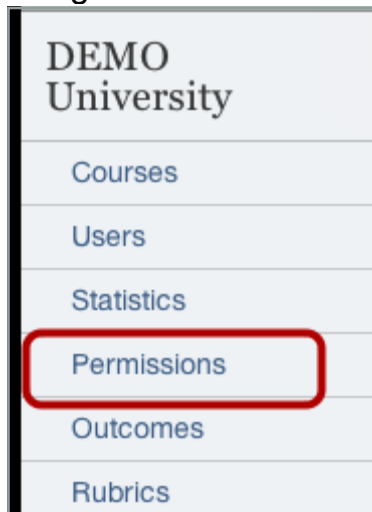 DEMO
University
Courses
Users
Statistics
Permissions
Outcomes
Rubrics